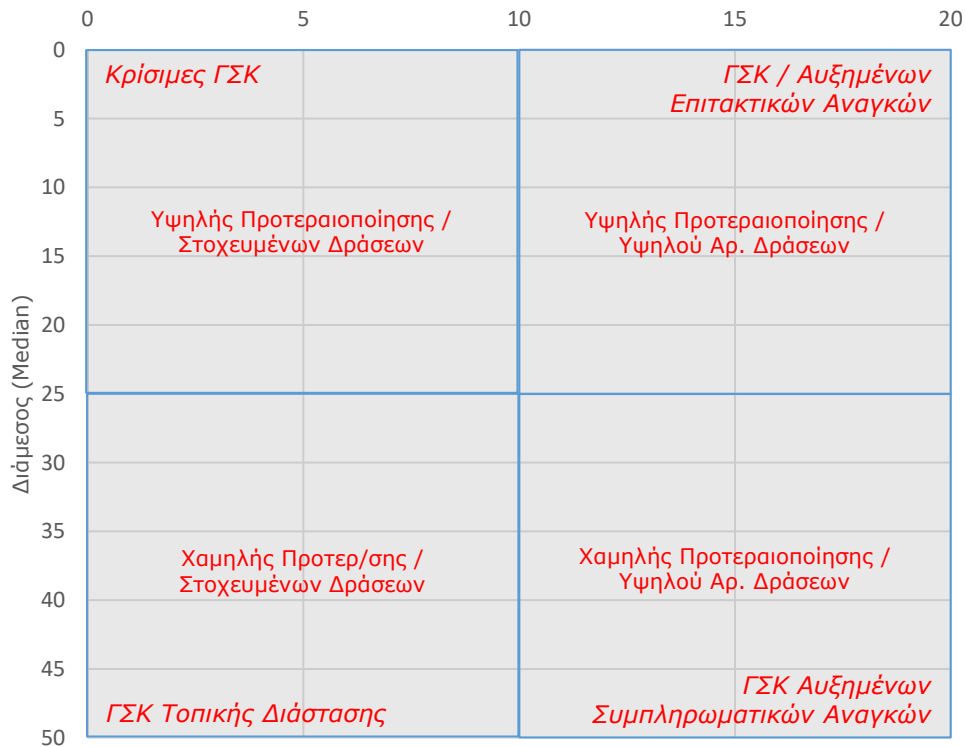 0 5 10 15 20
0
Κρίσιμες ΓΣΚ
ΓΣΚ / Αυξημένων
Επιτακτικών Αναγκών
5
10
Υψηλής Προτεραιοποίησης /
Στοχευμένων Δράσεων
Υψηλής Προτεραιοποίησης /
Υψηλού Αρ. Δράσεων
15
20
Διάμεσος (Median)
25
30
35
Χαμηλής Προτερ/σης /
Στοχευμένων Δράσεων
Χαμηλής Προτεραιοποίησης /
Υψηλού Αρ. Δράσεων
40
45
ΓΣΚ Τοπικής Διάστασης
ΓΣΚ Αυξημένων
Συμπληρωματικών Αναγκών
50